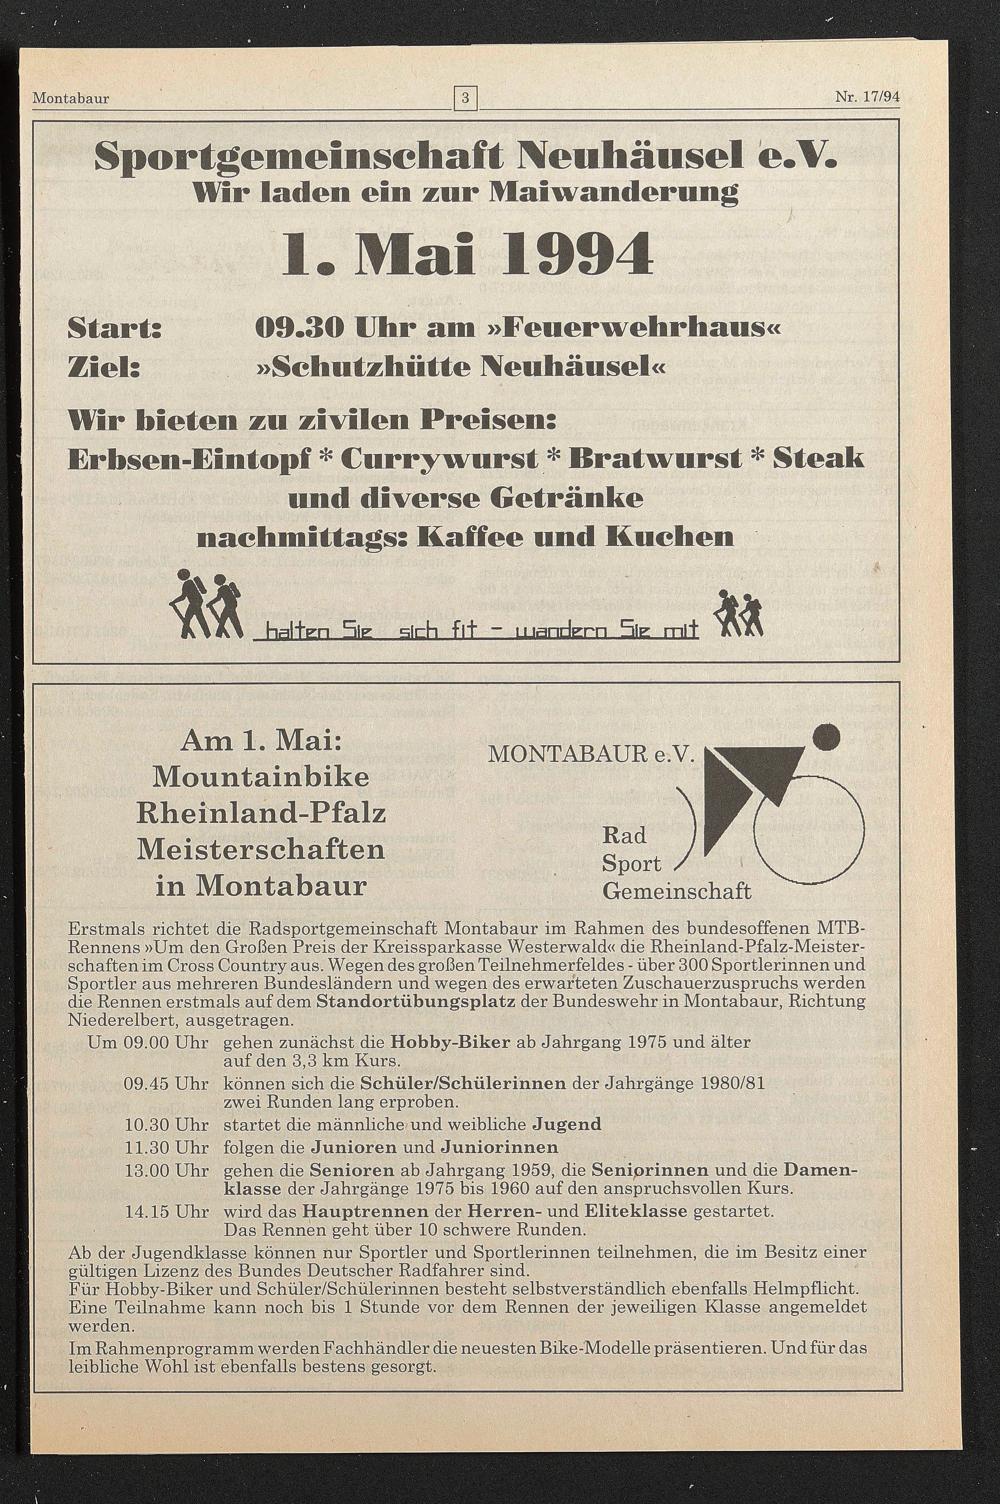 Montabaur
3
Nr. 17/94
Sportgemeinschaft Neuhäusel e.V.
Wir laden ein zur Maiwanderung
1. Mai 1994
Start: 09.30 Uhr am »Feuerwehrhaus«
Ziel: »Schutzhütte Neuhäusel«
Wir bieten zu zivilen Preisen:
Erbsen-Eintopf * Currywurst * Bratwurst * Steak
und diverse Getränke
nachmittags: Kaffee und Kuchen
halten Sie sich fit - wandern Sie mit
Am 1. Mai:
Mountainbike
Rheinland-Pfalz
Meisterschaften
in Montabaur
MONTABAUR e.V.
Rad
Sport
Gemeinschaft
Erstmals richtet die Radsportgemeinschaft Montabaur im Rahmen des bundesoffenen MTB-
Rennens »Um den Großen Preis der Kreissparkasse Westerwald« die Rheinland-Pfalz-Meister-
schaften im Cross Country aus. Wegen des großen Teilnehmerfeldes - über 300 Sportlerinnen und
Sportler aus mehreren Bundesländern und wegen des erwarteten Zuschauerzuspruchs werden
die Rennen erstmals auf dem Standortübungsplatz der Bundeswehr in Montabaur, Richtung
Niederelbert, ausgetragen.
Um 09.00 Uhr gehen zunächst die Hobby-Biker ab Jahrgang 1975 und älter
auf den 3,3 km Kurs.
09.45 Uhr können sich die Schüler/Schülerinnen der Jahrgänge 1980/81
zwei Runden lang erproben.
10.30 Uhr startet die männliche und weibliche Jugend
11.30 Uhr folgen die Junioren und Juniorinnen
13.00 Uhr gehen die Senioren ab Jahrgang 1959, die Seniorinnen und die Damen-
klasse der Jahrgänge 1975 bis 1960 auf den anspruchsvollen Kurs.
14.15 Uhr wird das Hauptrennen der Herren- und Eliteklasse gestartet.
Das Rennen geht über 10 schwere Runden.
Ab der Jugendklasse können nur Sportler und Sportlerinnen teilnehmen, die im Besitz einer
gültigen Lizenz des Bundes Deutscher Radfahrer sind.
Für Hobby-Biker und Schüler/Schülerinnen besteht selbstverständlich ebenfalls Helmpflicht.
Eine Teilnahme kann noch bis 1 Stunde vor dem Rennen der jeweiligen Klasse angemeldet
werden.
Im Rahmenprogramm werden Fachhändler die neuesten Bike-Modelle präsentieren. Und für das
leibliche Wohl ist ebenfalls bestens gesorgt.